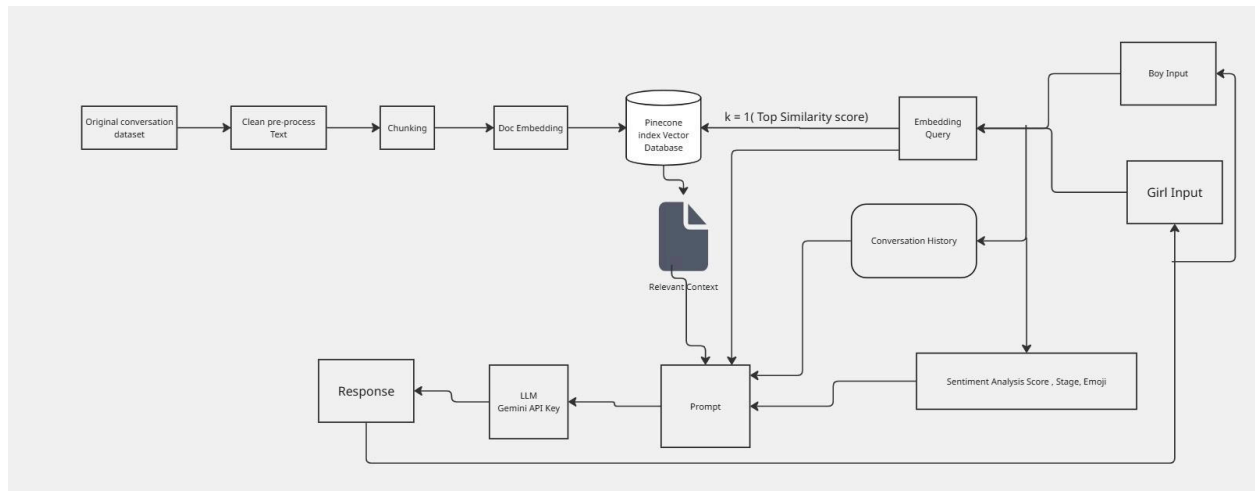 Boy Input
Original conversation
dataset
Clean pre-process
Text
Chunking
Doc Embedding
Pinecone
index Vector
Database
k = 1( Top Similarity score)
Embedding
Query
Girl Input
Conversation History
Relevant Context
Response
LLM
Gemini API Key
Prompt
Sentiment Analysis Score , Stage, Emoji